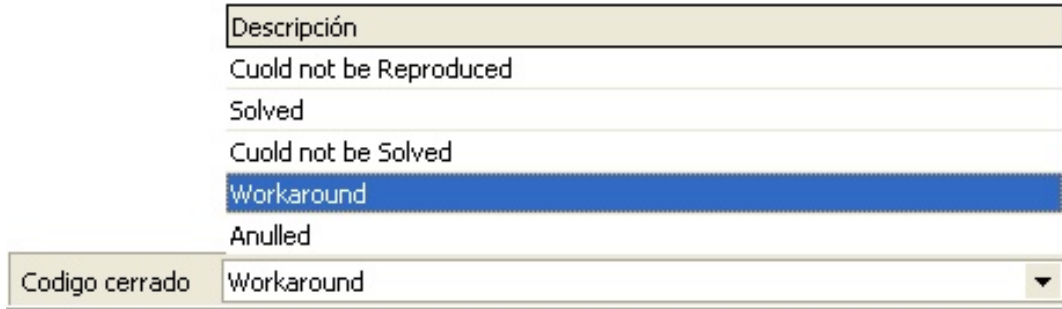 Descripción
Cuold not be Reproduced
Solved
Cuold not be Solved
Workaround
Anulled
Codigo cerrado Workaround